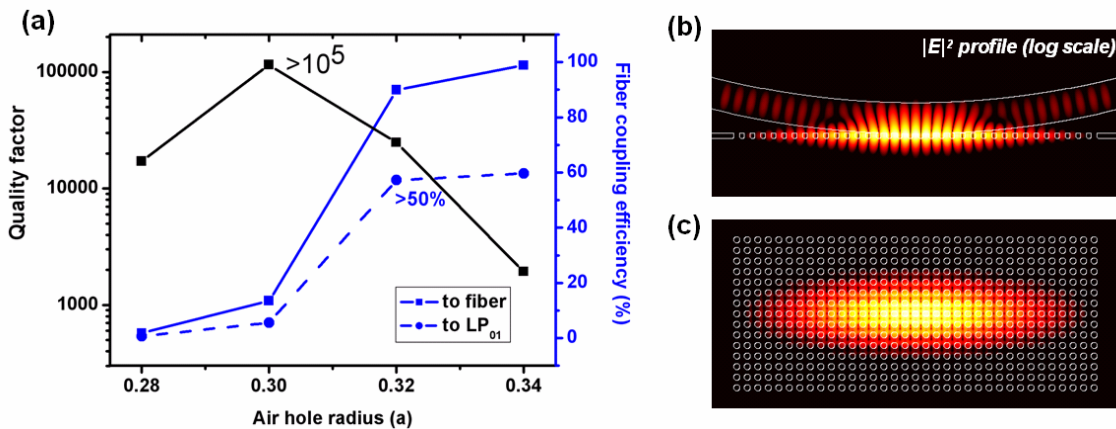 (a)
>10⁵
Quality factor
100000
10000
1000
100
80
60
40
20
0
Fiber coupling efficiency (%)
>50%
to fiber
to LP₀₁
0.28
0.30
0.32
0.34
Air hole radius (a)
(b)
|E|² profile (log scale)
(c)